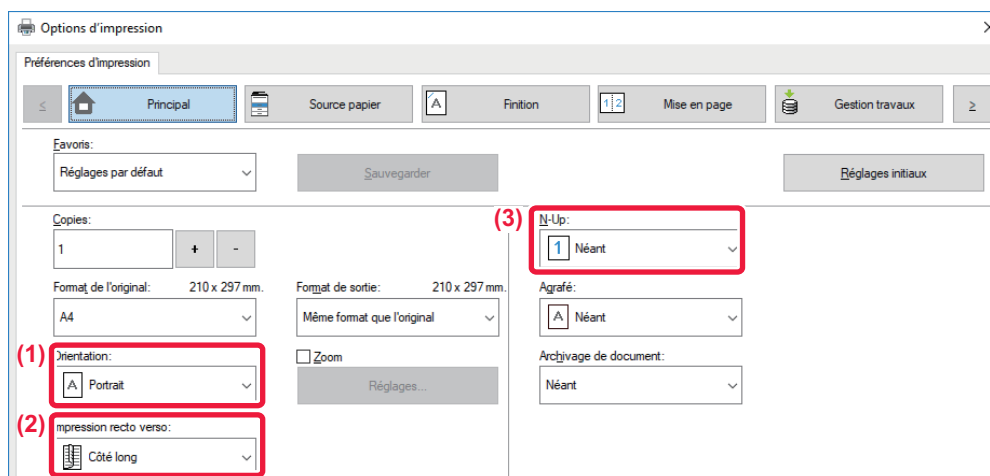 Options d'impression
Préférences d'impression
≤ Principal Source papier Finition Mise en page Gestion travaux ≥
Favoris:
Réglages par défaut Sauvegarder Réglages initiaux
Copies: (3) N-Up:
1 + - 1 Néant
Format de l'original: 210 x 297 mm. Format de sortie: 210 x 297 mm. Agrafé:
A4 Même format que l'original A Néant
(1) Orientation: Zoom Archivage de document:
A Portrait Réglages... Néant
(2) mpression recto verso:
Côté long